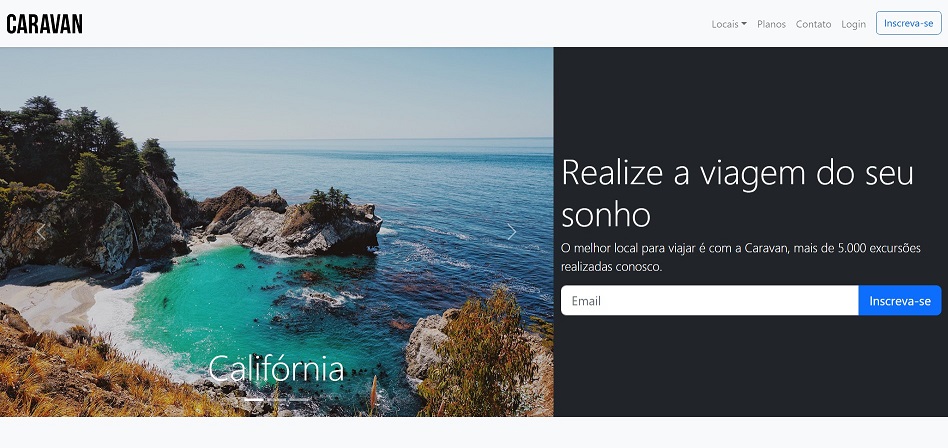 CARAVAN
Locais
Planos
Contato
Login
Inscreva-se
Realize a viagem do seu
sonho
O melhor local para viajar é com a Caravan, mais de 5.000 excursões
realizadas conosco.
Email
Inscreva-se
Califórnia